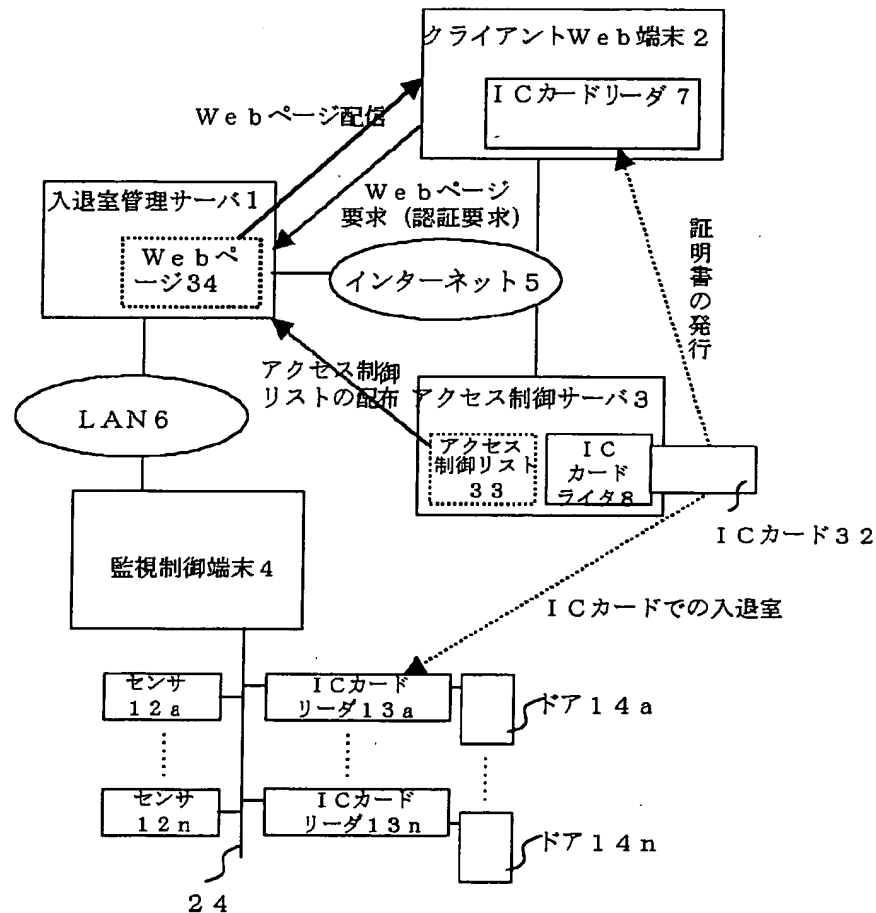 クライアントWeb端末2
ICカードリーダ7
Webページ配信
Webページ
要求(認証要求)
入退室管理サーバ1
Webペ
ージ34
インターネット5
証明書の発行
アクセス制御
リストの配布
LAN6
アクセス制御サーバ3
アクセス
制御リスト
33
IC
カード
ライタ8
ICカード32
監視制御端末4
ICカードでの入退室
センサ
12a
ICカード
リーダ13a
ドア14a
センサ
12n
ICカード
リーダ13n
ドア14n
24